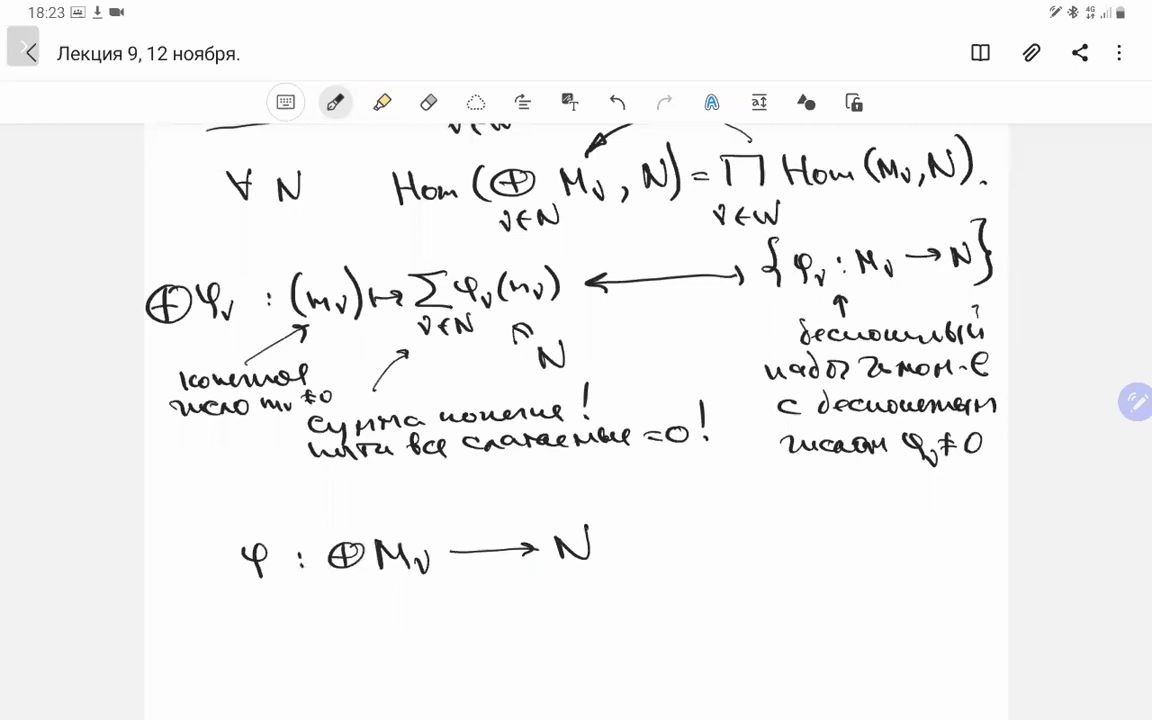 18:23
4G
Лекция 9, 12 ноября.
ν∈N
∀ N Hom (⊕ M_ν, N) = ∏ Hom (M_ν, N).
ν∈N ν∈N
⊕φ_ν : (m_ν) ↦ ∑ φ_ν(m_ν) ⟷ {φ_ν : M_ν → N}
ν∈N
N
конечное
число m_ν ≠ 0
сумма конечна!
почти все слагаемые = 0!
бесконечный
набор гомом-в
с бесконечным
числом φ_ν ≠ 0
φ : ⊕ M_ν ⟶ N